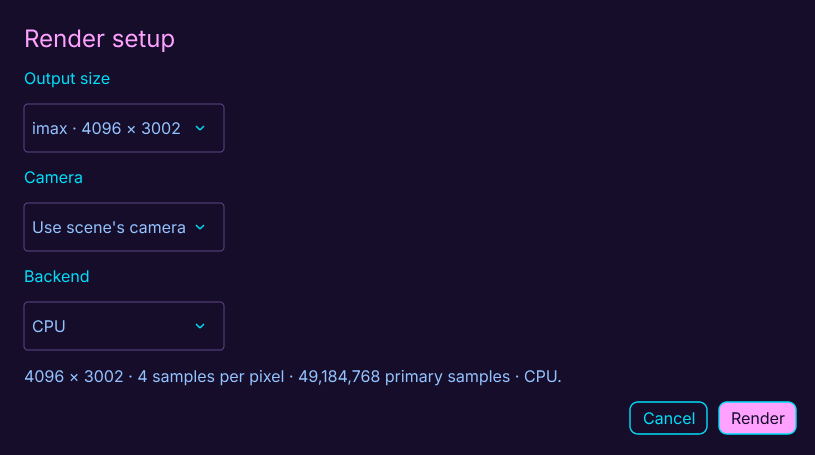 Render setup
Output size
imax · 4096 × 3002
Camera
Use scene's camera
Backend
CPU
4096 × 3002 · 4 samples per pixel · 49,184,768 primary samples · CPU.
Cancel Render